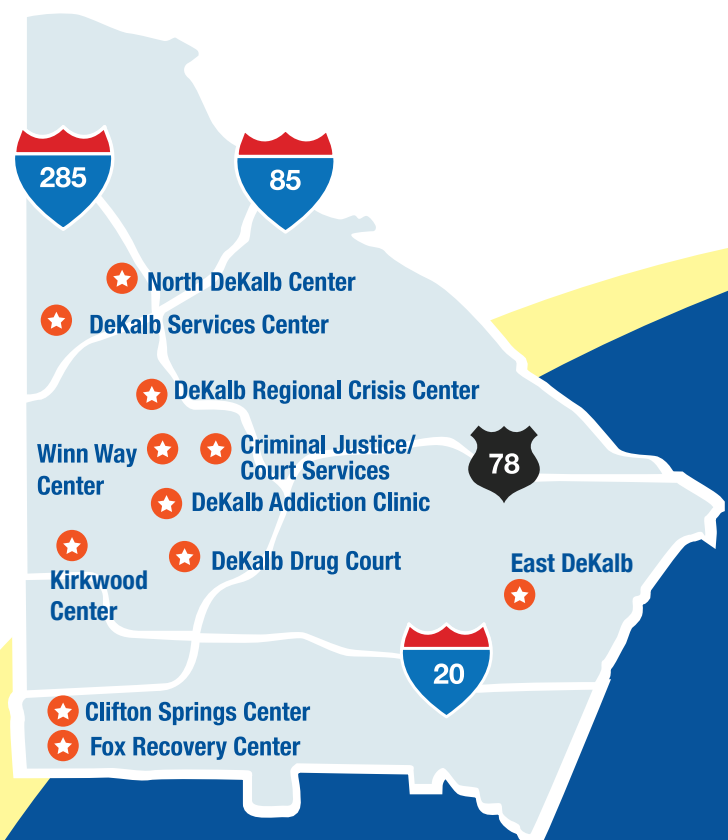 285
85
North DeKalb Center
DeKalb Services Center
DeKalb Regional Crisis Center
Winn Way
Center
Criminal Justice/
Court Services
78
DeKalb Addiction Clinic
DeKalb Drug Court
East DeKalb
Kirkwood
Center
20
Clifton Springs Center
Fox Recovery Center